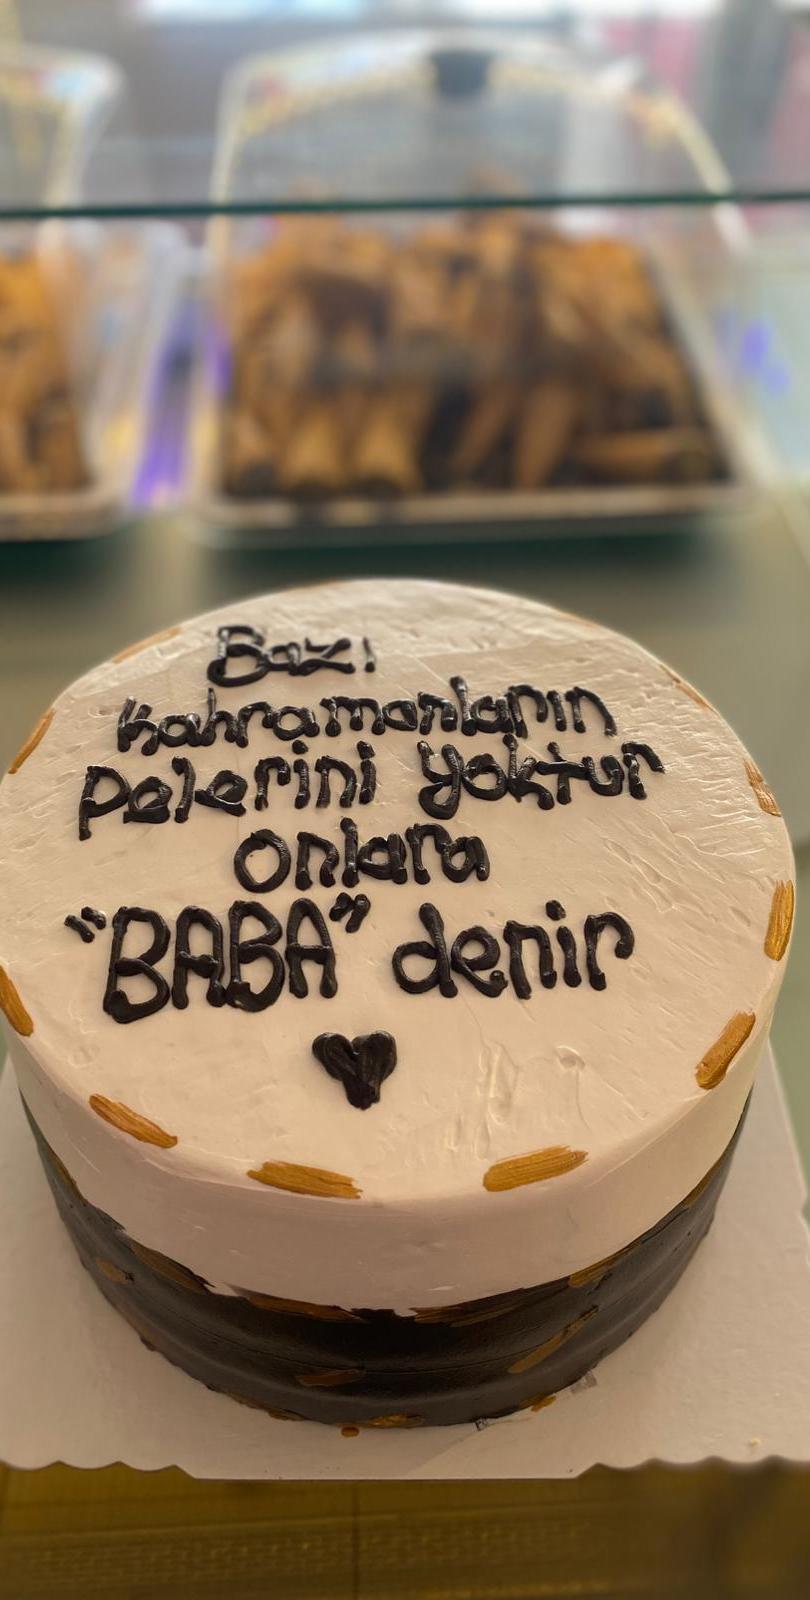 Bazı
Kahramanların
Pelerini Yoktur
Onlara
"BABA" denir